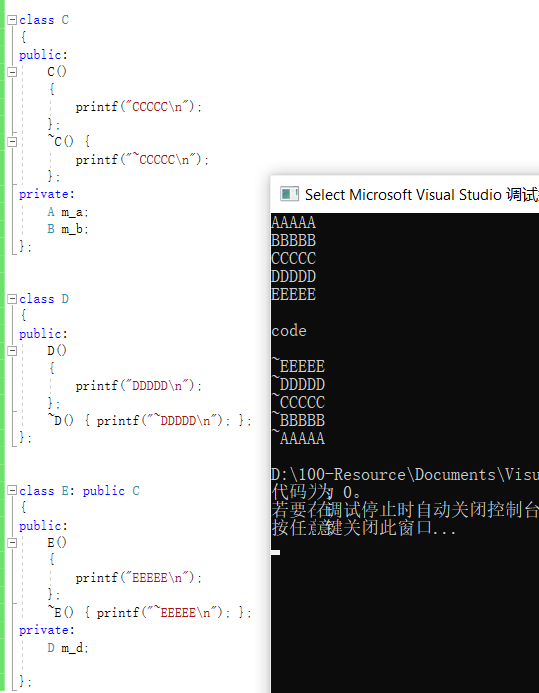 class C
{
public:
C()
{
printf("CCCCC\n");
};
~C() {
printf("~CCCCC\n");
};
private:
A m_a;
B m_b;
};
class D
{
public:
D()
{
printf("DDDDD\n");
};
~D() { printf("~DDDDD\n"); };
};
class E: public C
{
public:
E()
{
printf("EEEEE\n");
};
~E() { printf("~EEEEE\n"); };
private:
D m_d;
};
Select Microsoft Visual Studio 调试
AAAAA
BBBBB
CCCCC
DDDDD
EEEEE
code
~EEEEE
~DDDDD
~CCCCC
~BBBBB
~AAAAA
D:\100-Resource\Documents\Visu
代码为 0。
若要在调试停止时自动关闭控制台
按任意键关闭此窗口...